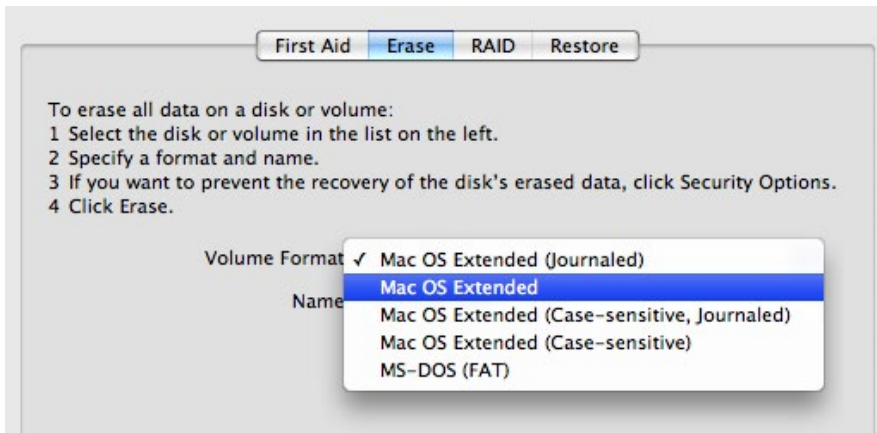 First Aid Erase RAID Restore
To erase all data on a disk or volume:
1 Select the disk or volume in the list on the left.
2 Specify a format and name.
3 If you want to prevent the recovery of the disk's erased data, click Security Options.
4 Click Erase.
Volume Format ✓ Mac OS Extended (Journaled)
Mac OS Extended
Name
Mac OS Extended (Case-sensitive, Journaled)
Mac OS Extended (Case-sensitive)
MS-DOS (FAT)